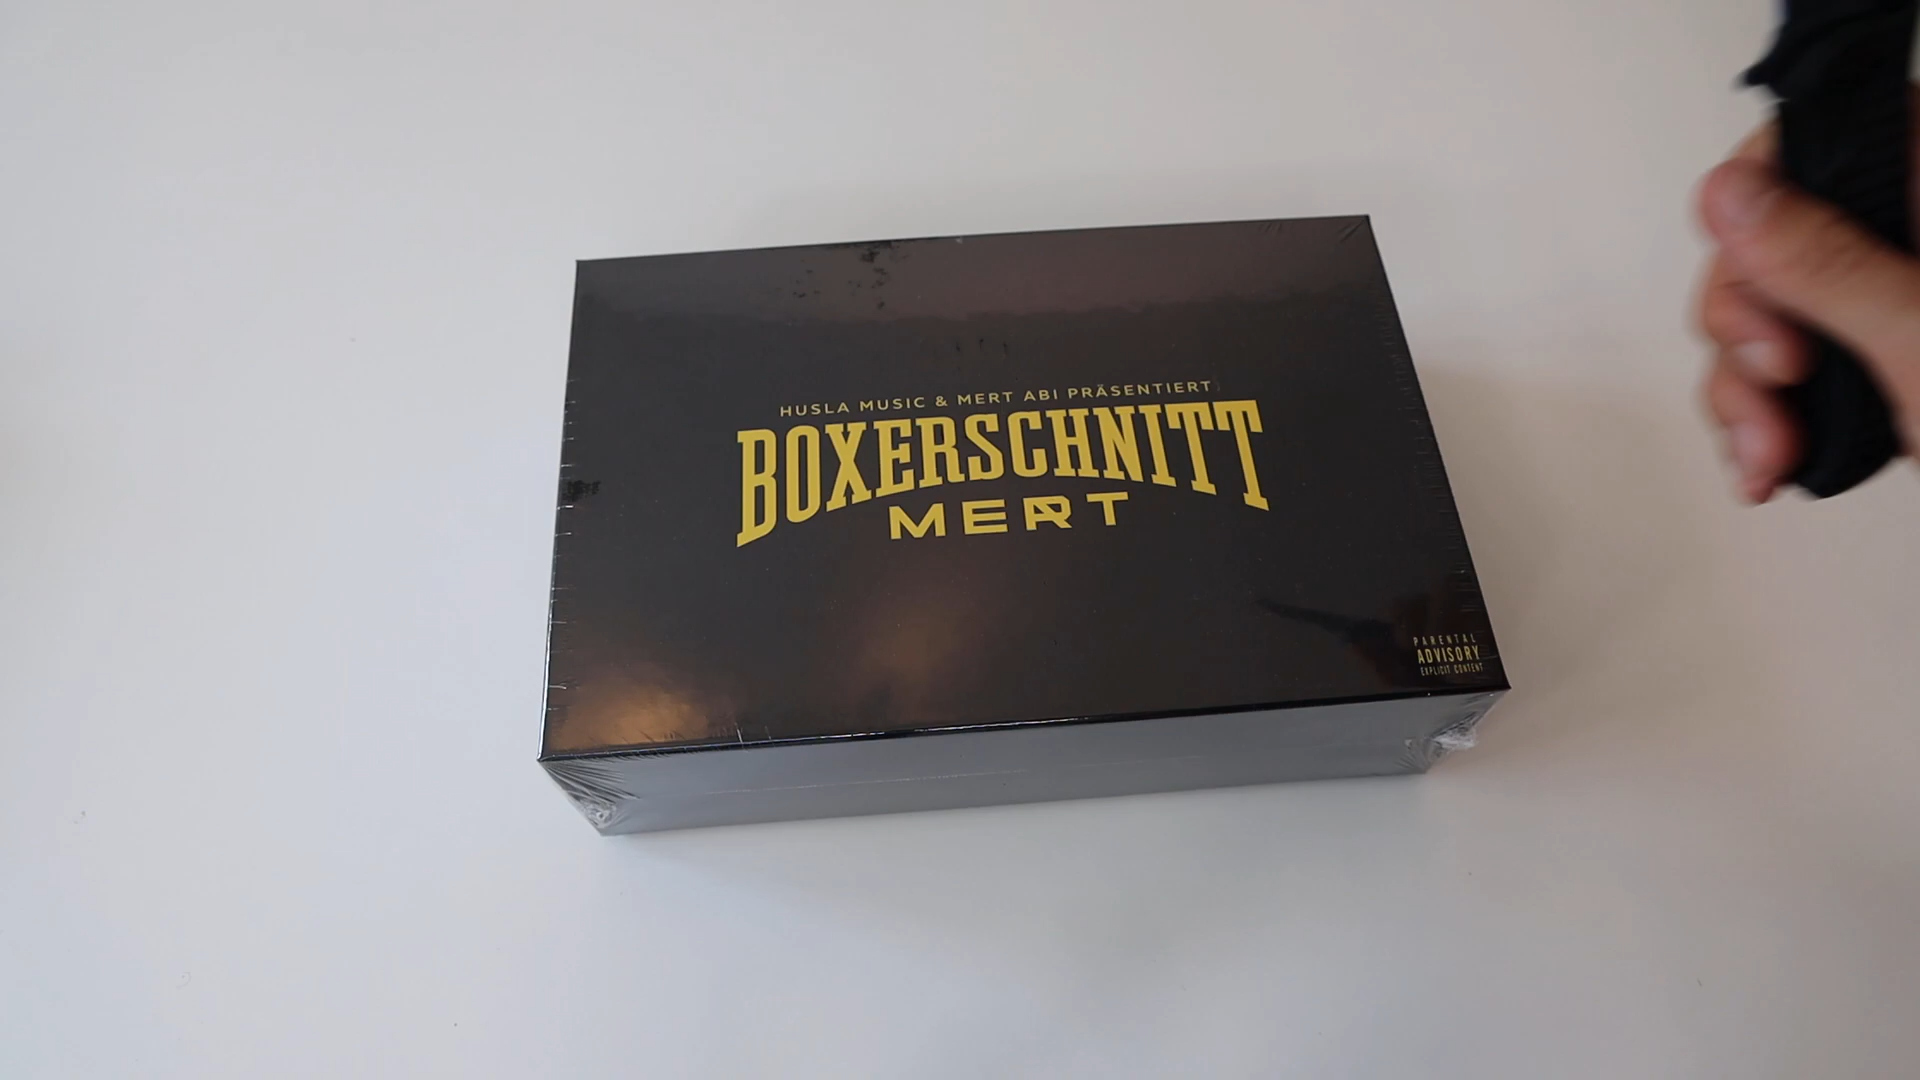 HUSLA MUSIC & MERT ABI PRÄSENTIERT
BOXERSCHNITT
MERT
PARENTAL
ADVISORY
EXPLICIT CONTENT